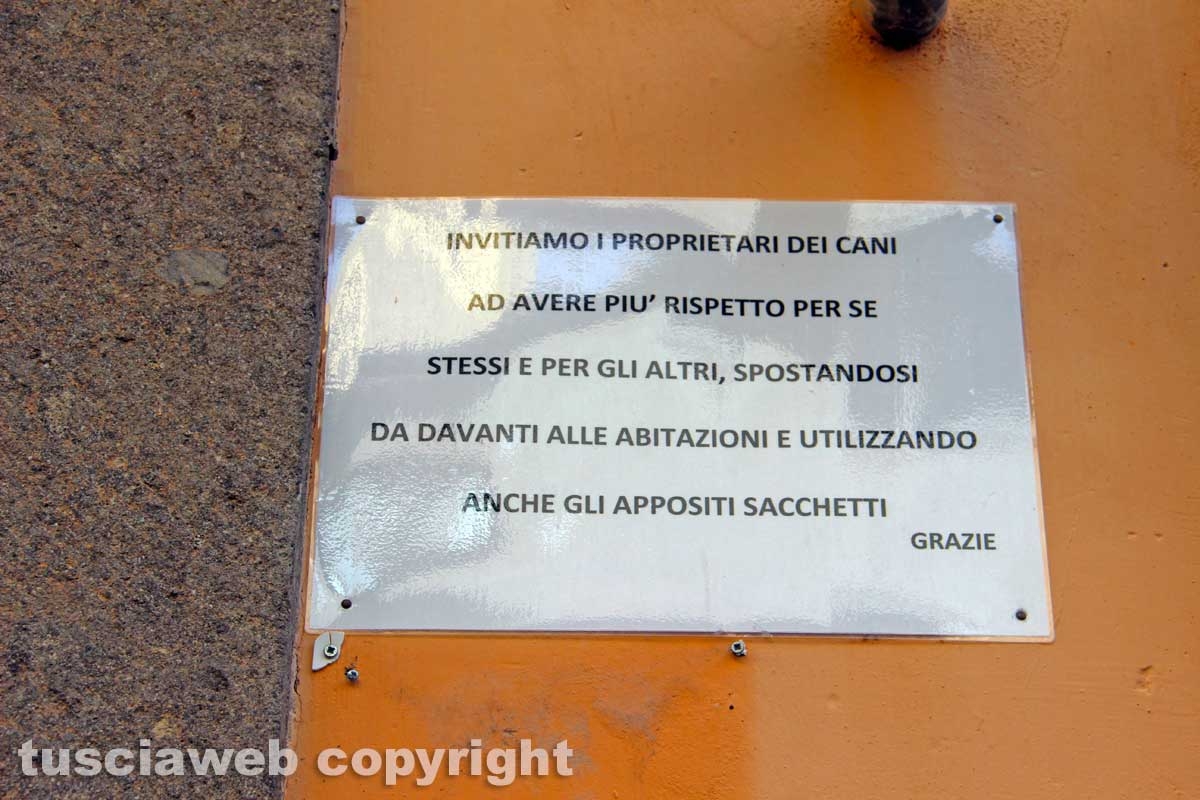 INVITIAMO I PROPRIETARI DEI CANI
AD AVERE PIU' RISPETTO PER SE
STESSI E PER GLI ALTRI, SPOSTANDOSI
DA DAVANTI ALLE ABITAZIONI E UTILIZZANDO
ANCHE GLI APPOSITI SACCHETTI
GRAZIE
tusciaweb copyright